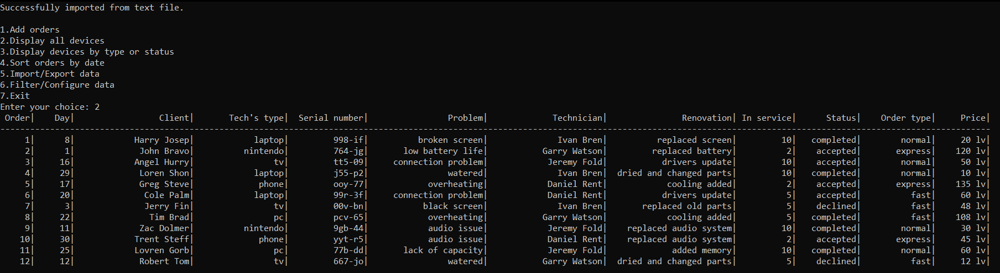 Successfully imported from text file.
1.Add orders
2.Display all devices
3.Display devices by type or status
4.Sort orders by date
5.Import/Export data
6.Filter/Configure data
7.Exit
Enter your choice: 2
Order| Day| Client| Tech's type| Serial number| Problem| Technician| Renovation| In service| Status| Order type| Price|
-------------------------------------------------------------------------------------------------------------------------------------------------------------------------------------------------------
1| 8| Harry Josep| laptop| 998-if| broken screen| Ivan Bren| replaced screen| 10| completed| normal| 20 lv|
2| 1| John Bravo| nintendo| 764-jg| low battery life| Garry Watson| replaced battery| 2| accepted| express| 120 lv|
3| 16| Angel Hurry| tv| tt5-09| connection problem| Jeremy Fold| drivers update| 10| accepted| normal| 50 lv|
4| 29| Loren Shon| laptop| j55-p2| watered| Ivan Bren| dried and changed parts| 10| completed| normal| 10 lv|
5| 17| Greg Steve| phone| ooy-77| overheating| Daniel Rent| cooling added| 2| accepted| express| 135 lv|
6| 20| Cole Palm| laptop| 99r-3f| connection problem| Daniel Rent| drivers update| 5| accepted| fast| 60 lv|
7| 3| Jerry Fin| tv| 00v-bn| black screen| Ivan Bren| replaced old parts| 5| declined| fast| 48 lv|
8| 22| Tim Brad| pc| pcv-65| overheating| Garry Watson| cooling added| 5| completed| fast| 108 lv|
9| 11| Zac Dolmer| nintendo| 9gb-44| audio issue| Jeremy Fold| replaced audio system| 10| completed| normal| 30 lv|
10| 30| Trent Steff| phone| yyt-r5| audio issue| Daniel Rent| replaced audio system| 2| accepted| express| 45 lv|
11| 25| Lovren Gorb| pc| 77b-dd| lack of capacity| Jeremy Fold| added memory| 10| completed| normal| 60 lv|
12| 12| Robert Tom| tv| 667-jo| watered| Garry Watson| dried and changed parts| 5| declined| fast| 12 lv|